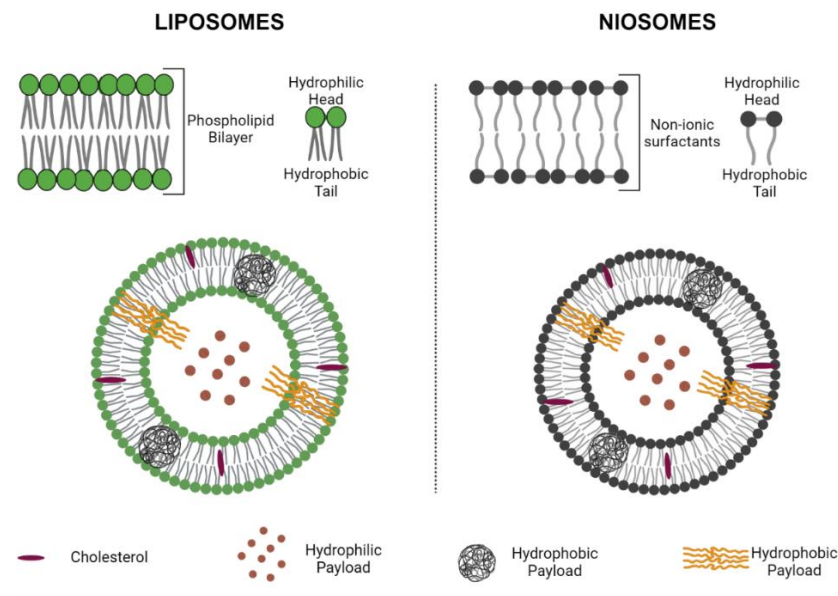 LIPOSOMES
Phospholipid
Bilayer
Hydrophilic
Head
Hydrophobic
Tail
NIOSOMES
Non-ionic
surfactants
Hydrophilic
Head
Hydrophobic
Tail
Cholesterol
Hydrophilic
Payload
Hydrophobic
Payload
Hydrophobic
Payload